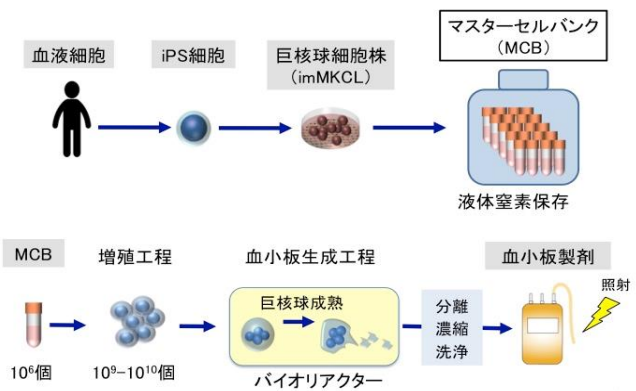 血液細胞
iPS細胞
巨核球細胞株
(imMKCL)
マスターセルバンク
(MCB)
液体窒素保存
MCB
増殖工程
血小板生成工程
血小板製剤
巨核球成熟
照射
分離
濃縮
洗浄
10⁶個
10⁹–10¹⁰個
バイオリアクター